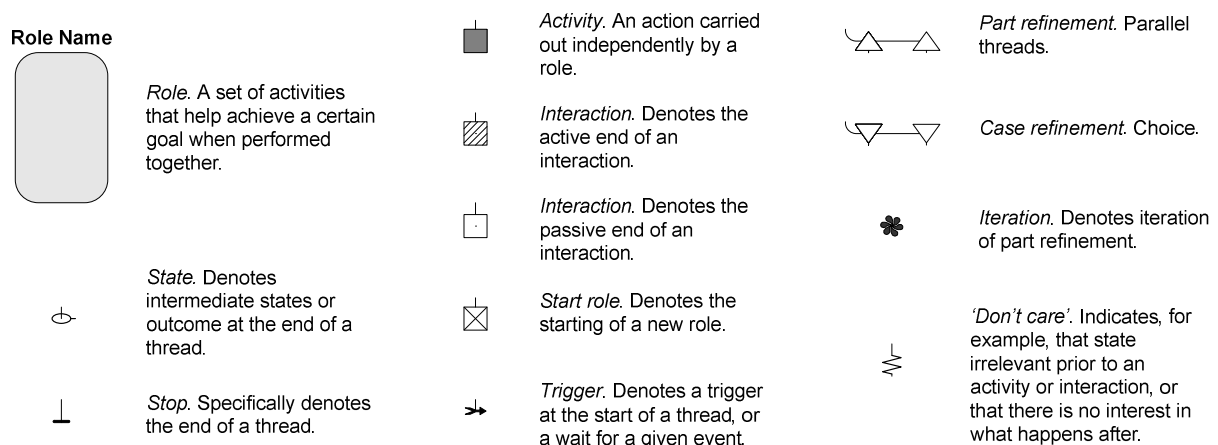 Role Name
Role. A set of activities
that help achieve a certain
goal when performed
together.
State. Denotes
intermediate states or
outcome at the end of a
thread.
Stop. Specifically denotes
the end of a thread.
Activity. An action carried
out independently by a
role.
Interaction. Denotes the
active end of an
interaction.
Interaction. Denotes the
passive end of an
interaction.
Start role. Denotes the
starting of a new role.
Trigger. Denotes a trigger
at the start of a thread, or
a wait for a given event.
Part refinement. Parallel
threads.
Case refinement. Choice.
Iteration. Denotes iteration
of part refinement.
'Don't care'. Indicates, for
example, that state
irrelevant prior to an
activity or interaction, or
that there is no interest in
what happens after.